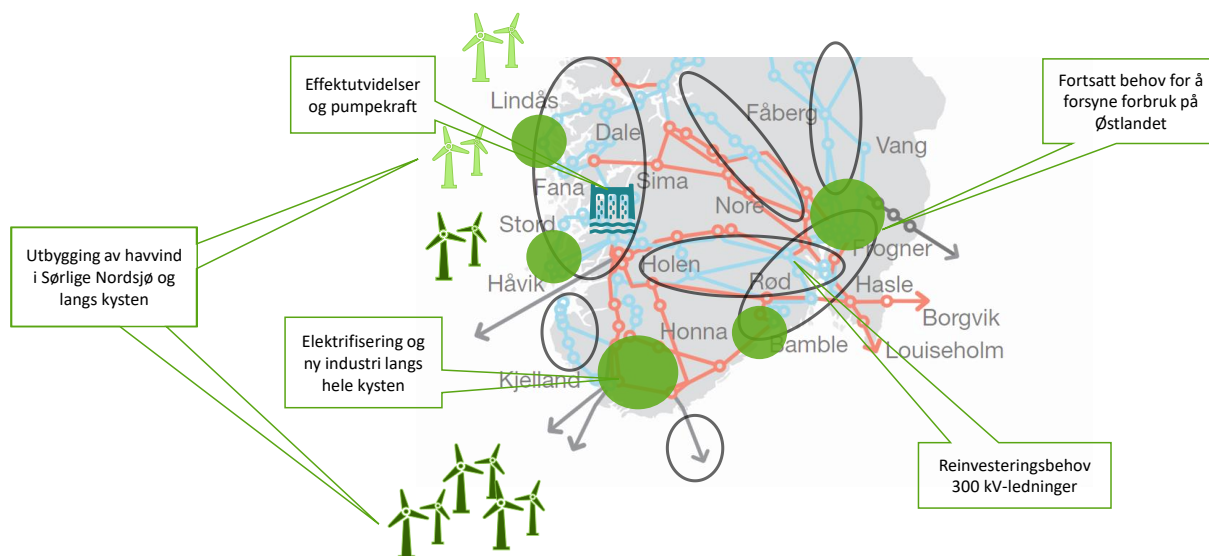 Effektutvidelser
og pumpekraft
Fortsatt behov for å
forsyne forbruk på
Østlandet
Lindås
Fåberg
Dale
Vang
Fana
Sima
Nore
Stord
Utbygging av havvind
i Sørlige Nordsjø og
langs kysten
Frogner
Holen
Rød
Håvik
Hasle
Borgvik
Elektrifisering og
ny industri langs
hele kysten
Honna
Bamble
Louiseholm
Kjelland
Reinvesteringsbehov
300 kV-ledninger